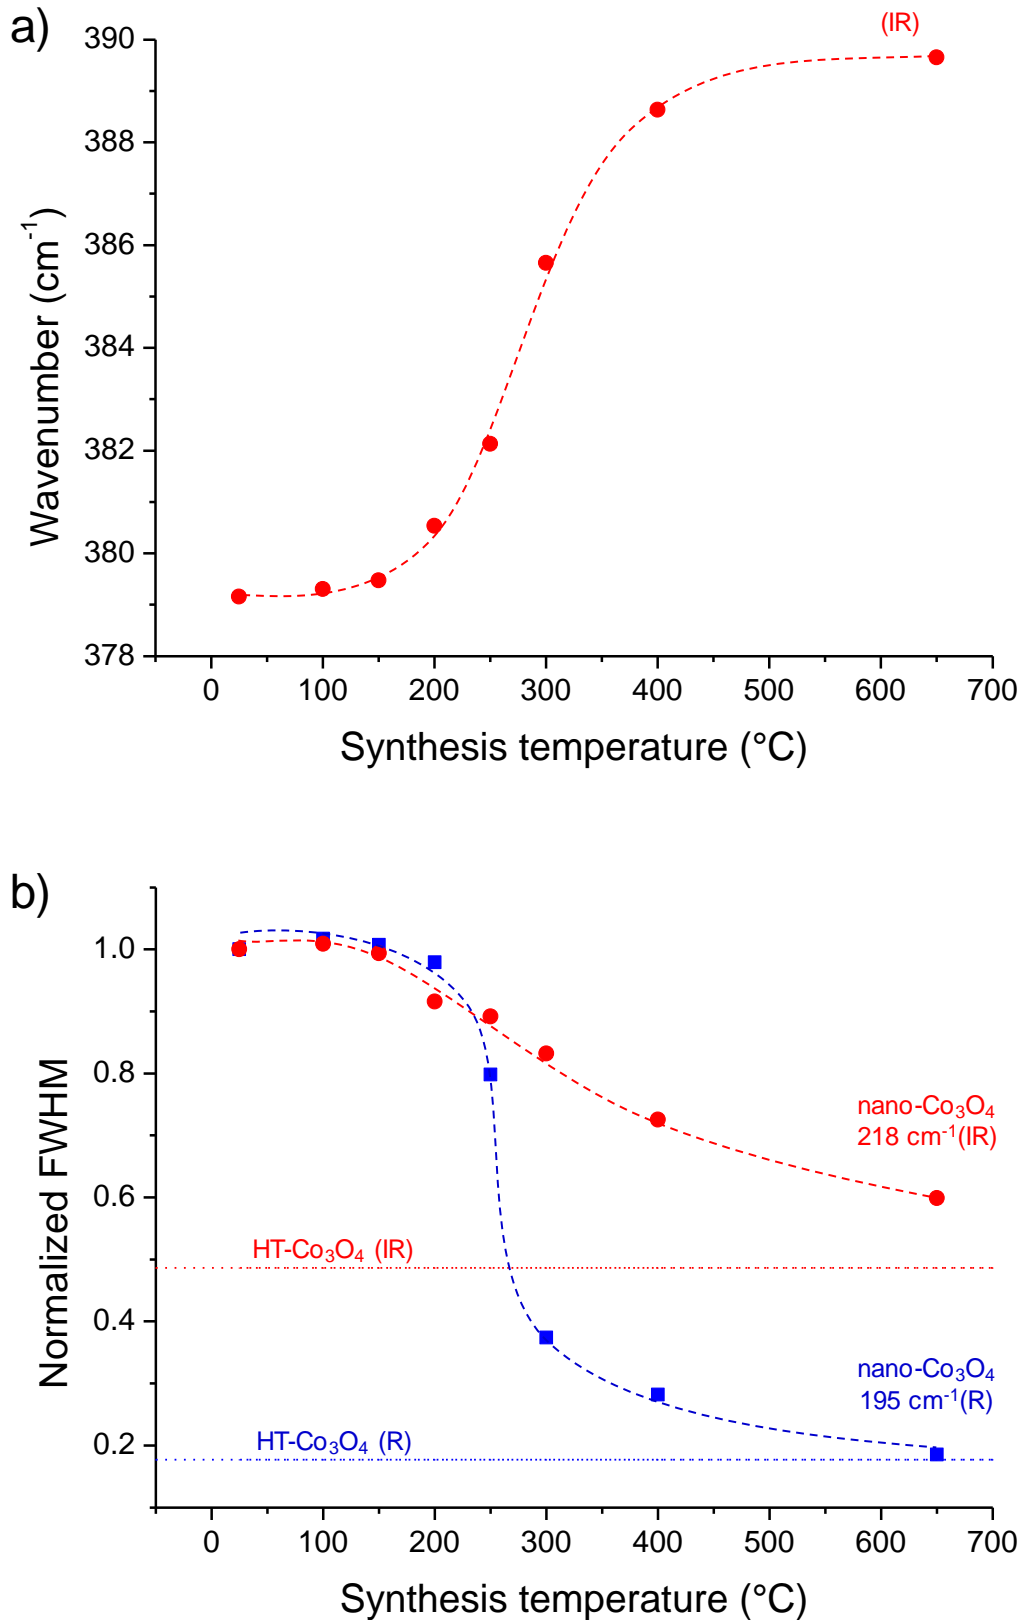 a)
(IR)
390
388
386
384
382
380
378
Wavenumber (cm⁻¹)
0 100 200 300 400 500 600 700
Synthesis temperature (°C)
b)
1.0
0.8
0.6
0.4
0.2
Normalized FWHM
nano-Co₃O₄
218 cm⁻¹(IR)
HT-Co₃O₄ (IR)
nano-Co₃O₄
195 cm⁻¹(R)
HT-Co₃O₄ (R)
0 100 200 300 400 500 600 700
Synthesis temperature (°C)